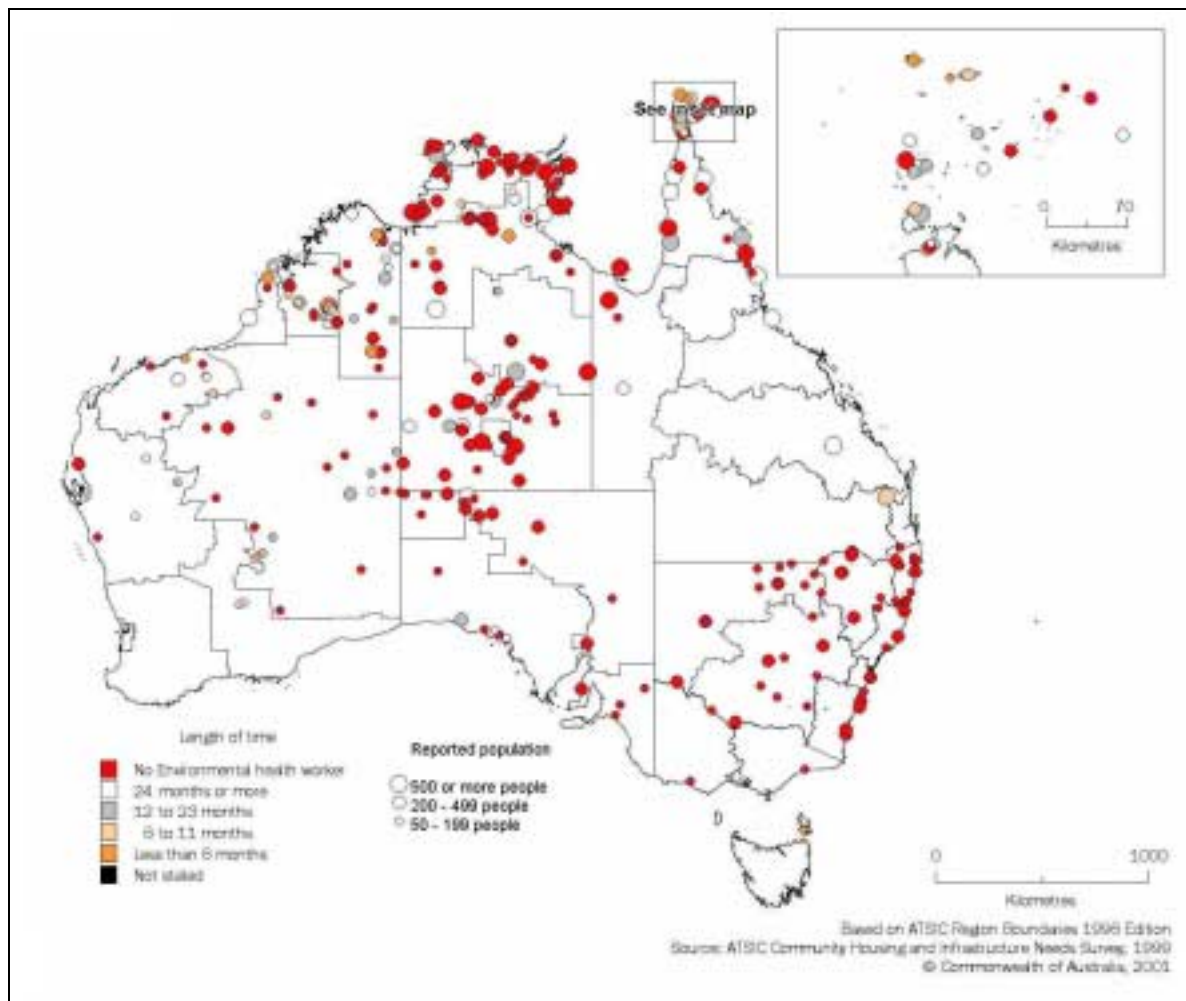 See inset map
0 70
Kilometres
Length of time
No Environmental health worker
24 months or more
12 to 23 months
6 to 11 months
Less than 6 months
Not stated
Reported population
500 or more people
200 - 499 people
50 - 199 people
0 1000
Kilometres
Based on ATSIC Region Boundaries 1996 Edition
Source: ATSIC Community Housing and Infrastructure Needs Survey, 1999
© Commonwealth of Australia, 2001